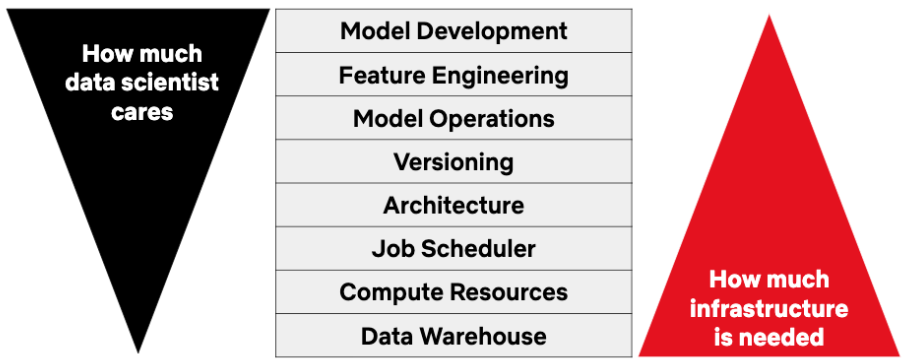 How much
data scientist
cares
Model Development
Feature Engineering
Model Operations
Versioning
Architecture
Job Scheduler
Compute Resources
Data Warehouse
How much
infrastructure
is needed